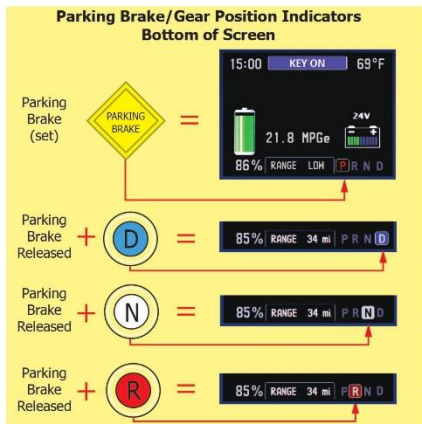 Parking Brake/Gear Position Indicators
Bottom of Screen
Parking
Brake
(set)
PARKING
BRAKE
=
15:00 KEY ON 69°F
24V
- +
21.8 MPGe
86% RANGE LOW P R N D
Parking
Brake
Released
+ D =
85% RANGE 34 mi P R N D
Parking
Brake
Released
+ N =
85% RANGE 34 mi P R N D
Parking
Brake
Released
+ R =
85% RANGE 34 mi P R N D